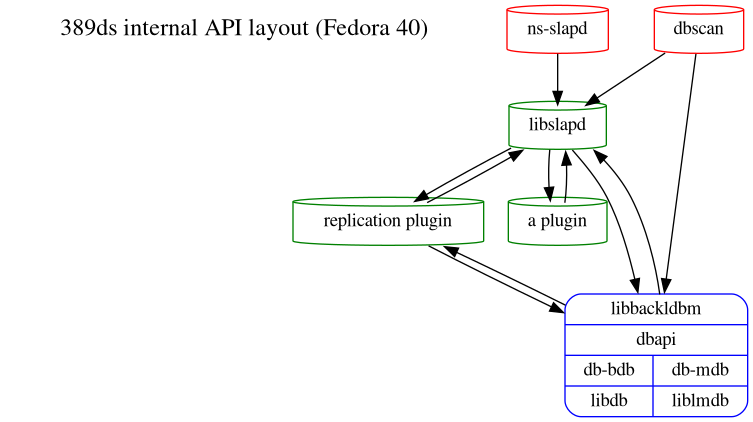 389ds internal API layout (Fedora 40)
ns-slapd
dbscan
libslapd
replication plugin
a plugin
libbackldbm
dbapi
db-bdb
db-mdb
libdb
liblmdb